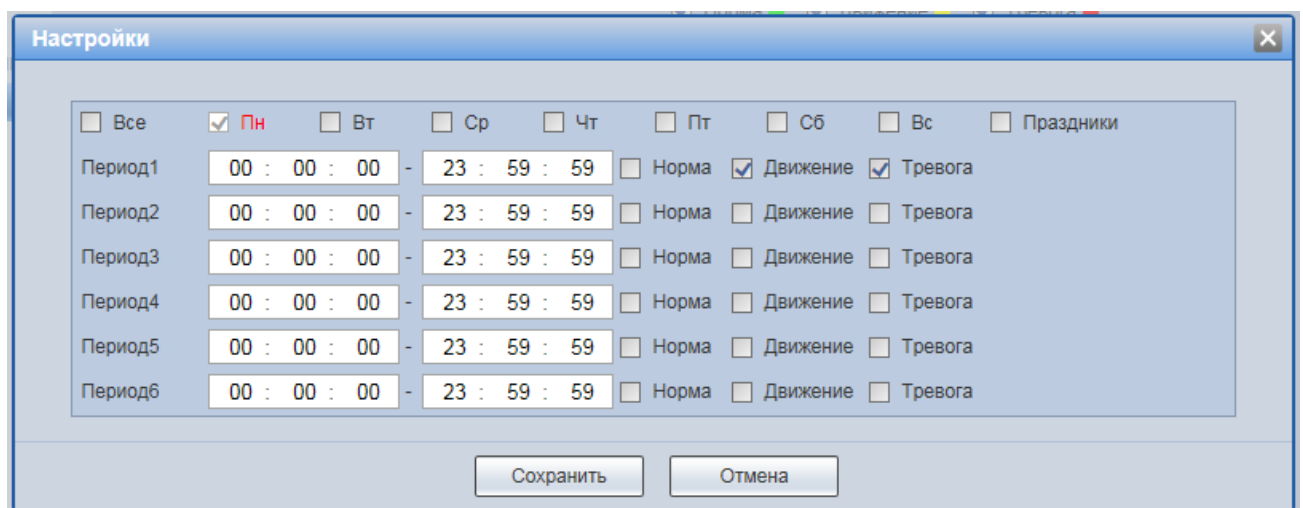 Настройки
Все Пн Вт Ср Чт Пт Сб Вс Праздники
Период1 00 : 00 : 00 - 23 : 59 : 59 Норма Движение Тревога
Период2 00 : 00 : 00 - 23 : 59 : 59 Норма Движение Тревога
Период3 00 : 00 : 00 - 23 : 59 : 59 Норма Движение Тревога
Период4 00 : 00 : 00 - 23 : 59 : 59 Норма Движение Тревога
Период5 00 : 00 : 00 - 23 : 59 : 59 Норма Движение Тревога
Период6 00 : 00 : 00 - 23 : 59 : 59 Норма Движение Тревога
Сохранить Отмена